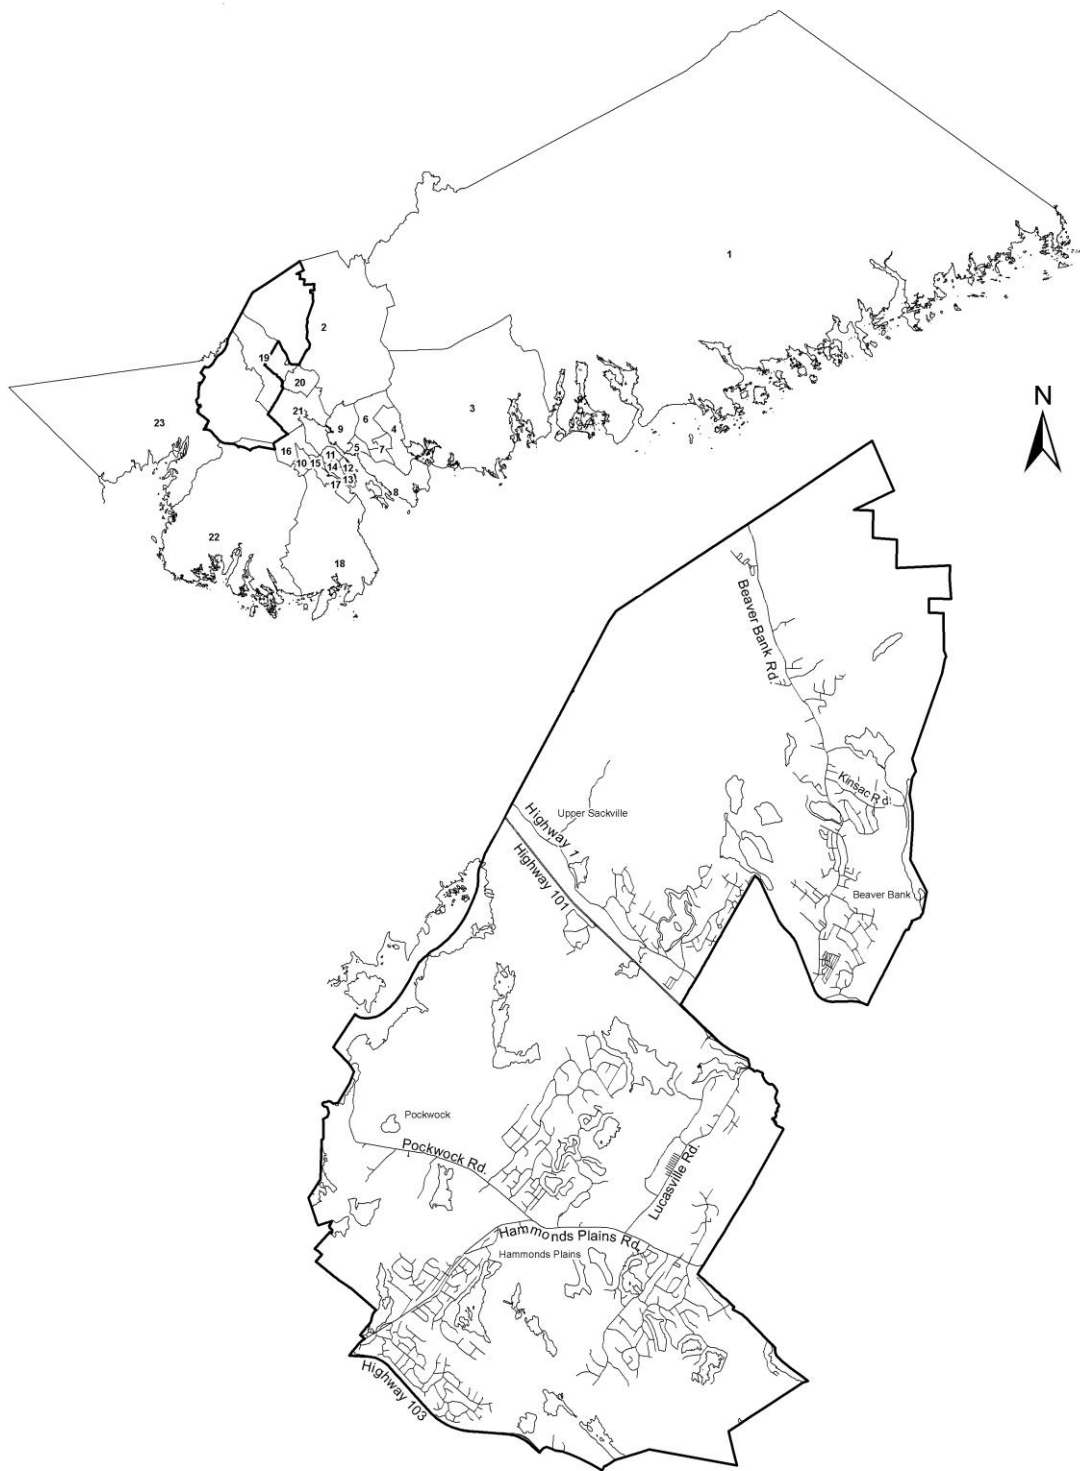 1
2
19
20
3
23
21
6
9
4
16
5
7
11
10
15
14
12
13
17
8
22
18
N
Beaver Bank Rd.
Kinsac Rd.
Highway 1
Upper Sackville
Highway 101
Beaver Bank
Pockwock
Pockwock Rd.
Lucasville Rd.
Hammonds Plains Rd.
Hammonds Plains
Highway 103